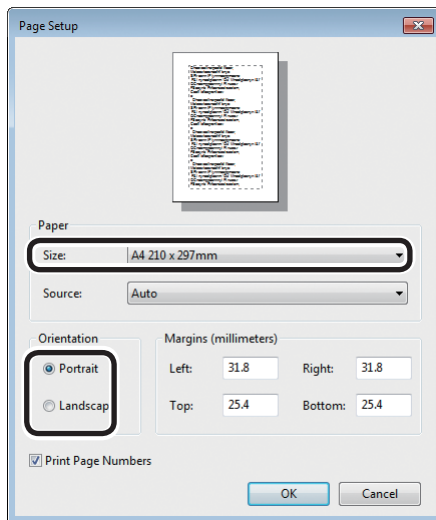 Page Setup
Paper
Size: A4 210 x 297mm
Source: Auto
Orientation Margins (millimeters)
Portrait Left: 31.8 Right: 31.8
Landscap Top: 25.4 Bottom: 25.4
Print Page Numbers
OK Cancel